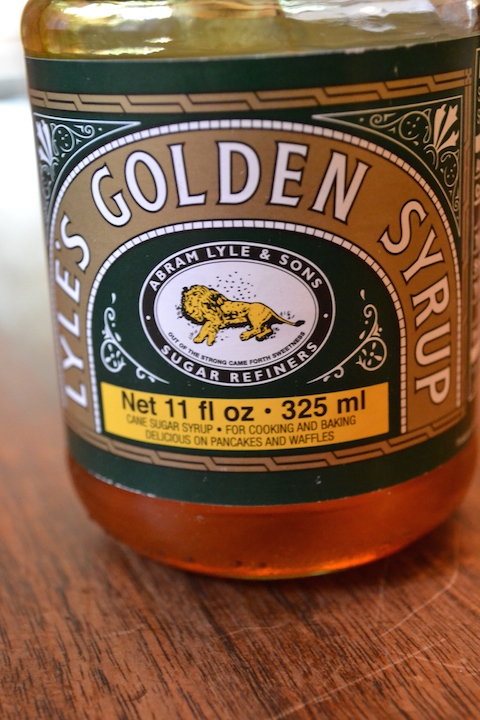 LYLE'S GOLDEN SYRUP
ABRAM LYLE & SONS
OUT OF THE STRONG CAME FORTH SWEETNESS
SUGAR REFINERS
Net 11 fl oz • 325 ml
CANE SUGAR SYRUP • FOR COOKING AND BAKING
DELICIOUS ON PANCAKES AND WAFFLES